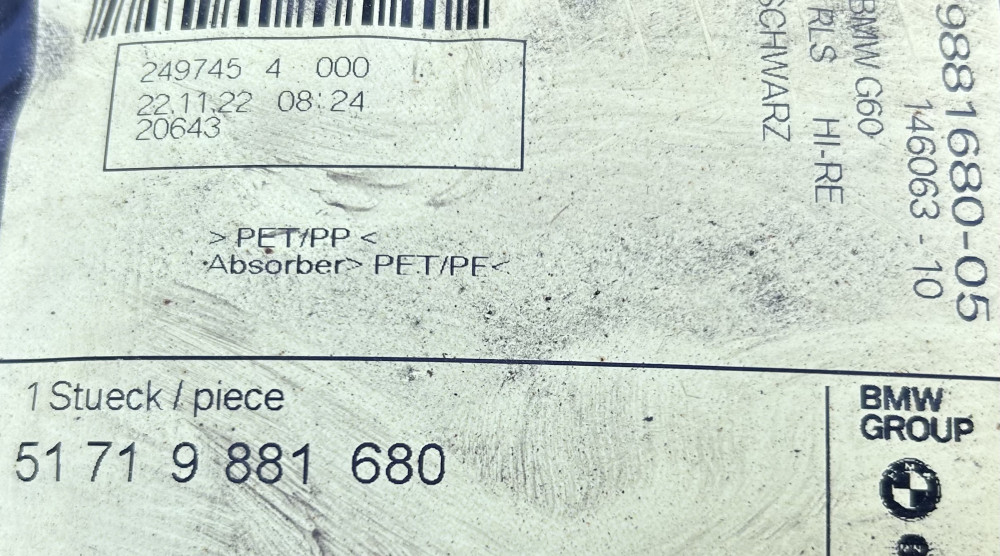 249745 4 000
22.11.22 08:24
20643
> PET/PP <
Absorber> PET/PE<
9881680-05
146063 - 10
BMW G60
RLS HI-RE
SCHWARZ
1 Stueck / piece
51 71 9 881 680
BMW
GROUP
BMW